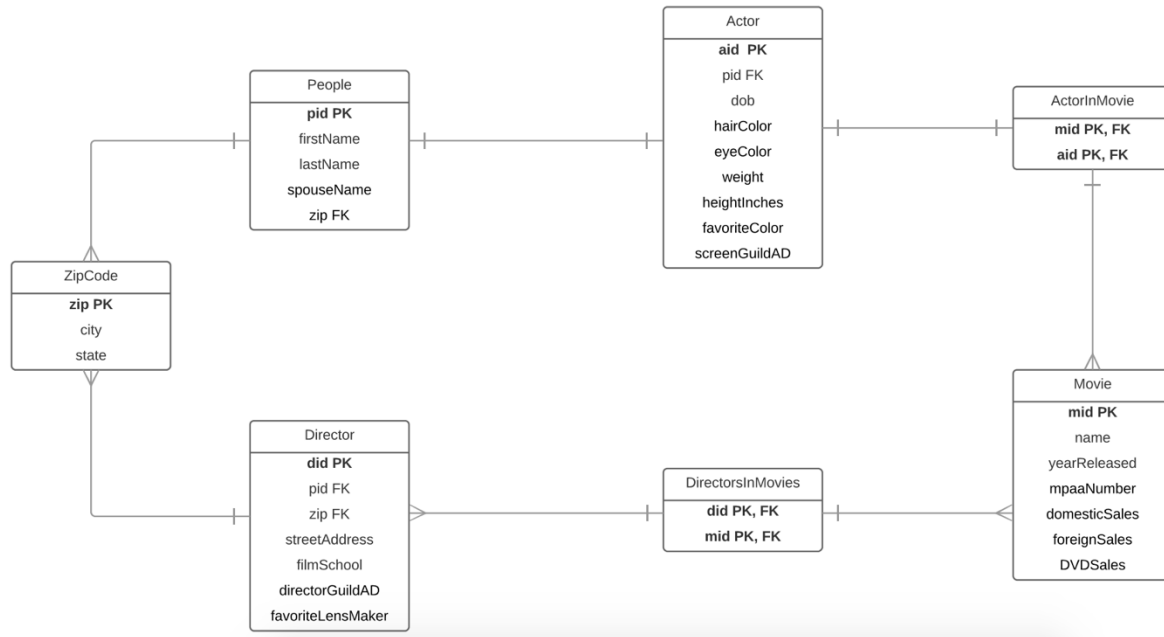 People
pid PK
firstName
lastName
spouseName
zip FK
Actor
aid PK
pid FK
dob
hairColor
eyeColor
weight
heightInches
favoriteColor
screenGuildAD
ActorInMovie
mid PK, FK
aid PK, FK
ZipCode
zip PK
city
state
Director
did PK
pid FK
zip FK
streetAddress
filmSchool
directorGuildAD
favoriteLensMaker
DirectorsInMovies
did PK, FK
mid PK, FK
Movie
mid PK
name
yearReleased
mpaaNumber
domesticSales
foreignSales
DVDSales